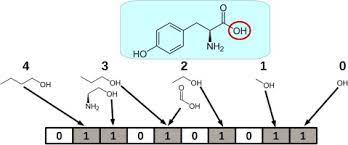 O
OH
NH₂
HO
4 3 2 1 0
OH OH OH OH OH
OH O
NH₂ OH
0 1 1 0 1 0 1 0 1 1